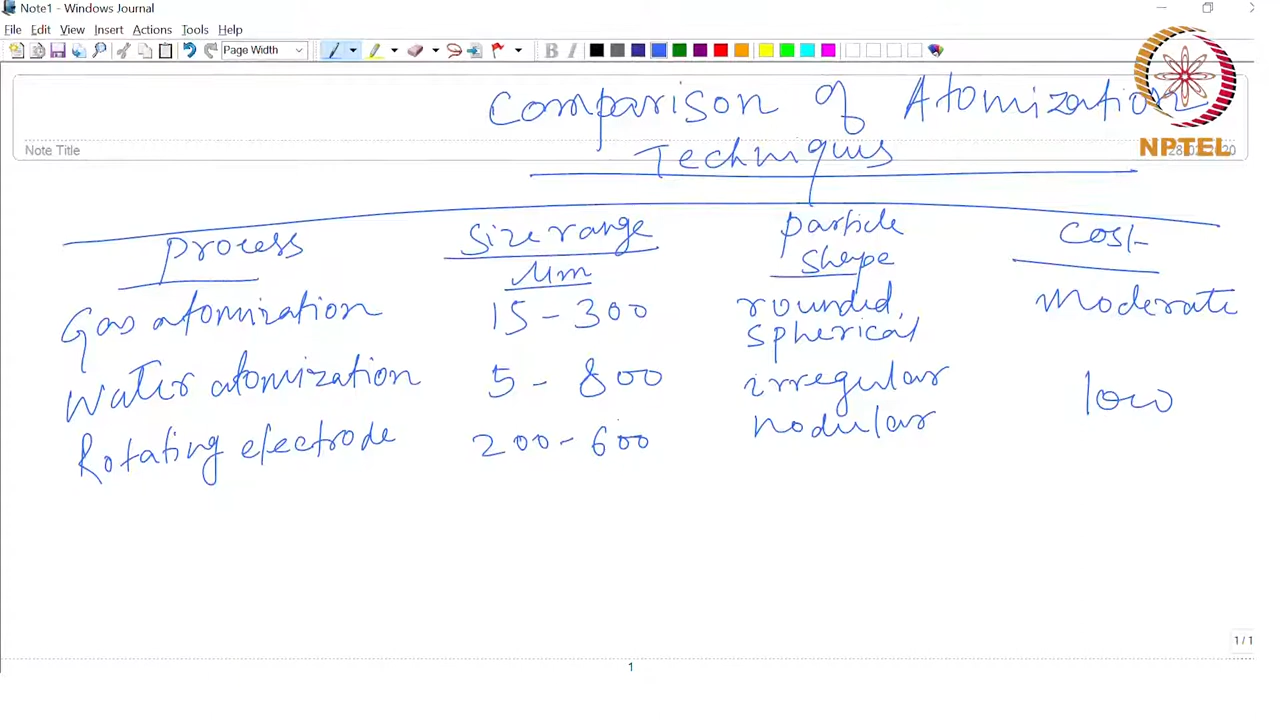 Note1 - Windows Journal
File Edit View Insert Actions Tools Help
Page Width
Comparison of Atomization
Techniques
Note Title
NPTEL
Process Size range Particle shape Cost
μm
Gas atomization 15 - 300 rounded, spherical Moderate
Water atomization 5 - 800 irregular nodular low
Rotating electrode 200 - 600
1/1
1